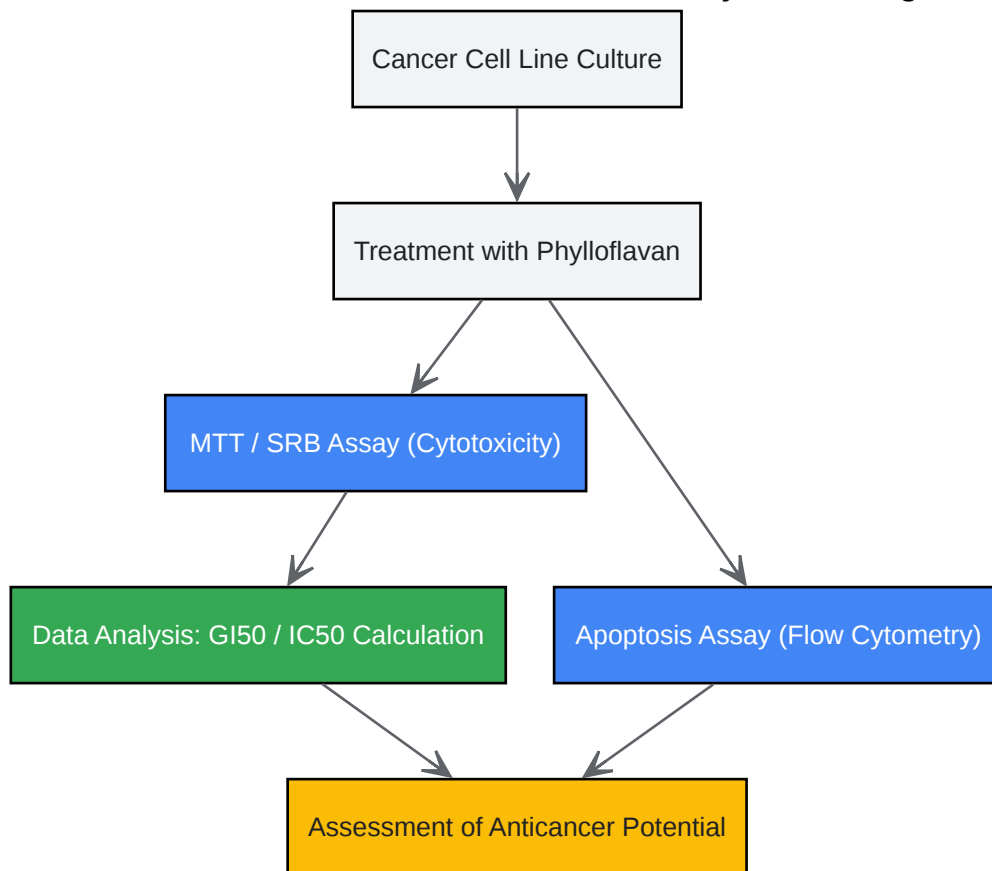 Cancer Cell Line Culture
Treatment with Phylloflavan
MTT / SRB Assay (Cytotoxicity)
Data Analysis: GI50 / IC50 Calculation
Apoptosis Assay (Flow Cytometry)
Assessment of Anticancer Potential